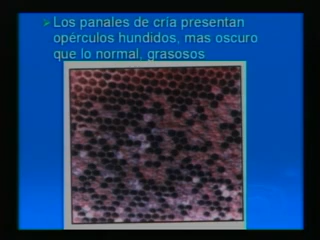 Los panales de cría presentan
opérculos hundidos, mas oscuro
que lo normal, grasosos